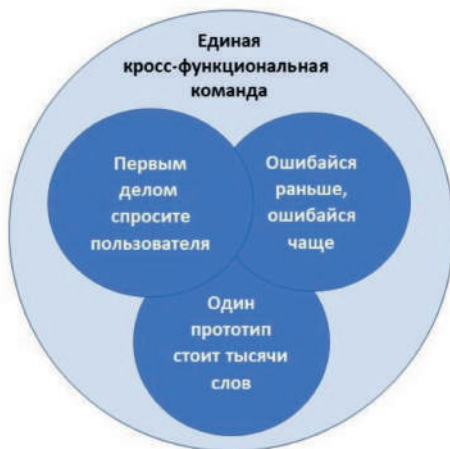 Единая
кросс-функциональная
команда
Первым
делом
спросите
пользователя
Ошибайся
раньше,
ошибайся
чаще
Один
прототип
стоит тысячи
слов